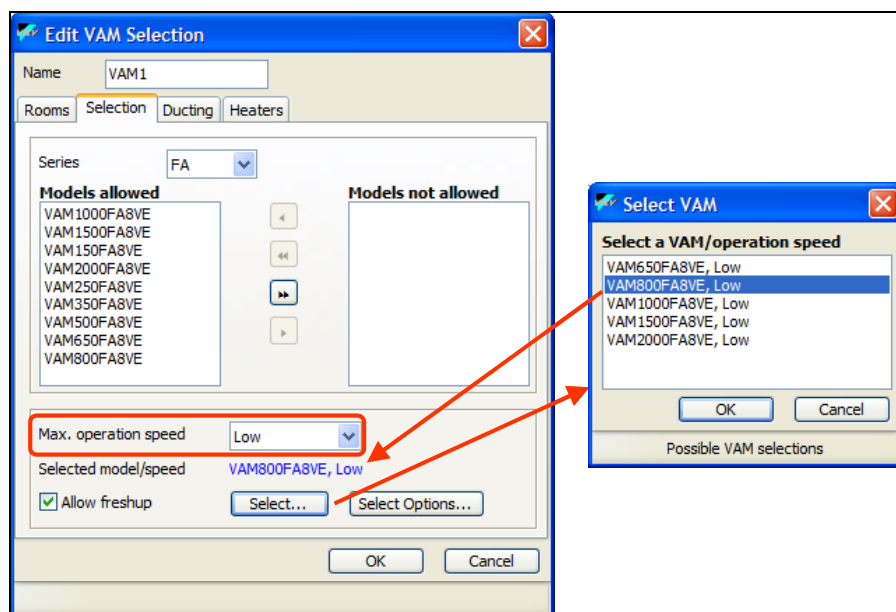 Edit VAM Selection
Name VAM1
Rooms Selection Ducting Heaters
Series FA
Models allowed Models not allowed
VAM1000FA8VE
VAM1500FA8VE
VAM150FA8VE
VAM2000FA8VE
VAM250FA8VE
VAM350FA8VE
VAM500FA8VE
VAM650FA8VE
VAM800FA8VE
Max. operation speed Low
Selected model/speed VAM800FA8VE, Low
Allow freshup Select... Select Options...
OK Cancel
Select VAM
Select a VAM/operation speed
VAM650FA8VE, Low
VAM800FA8VE, Low
VAM1000FA8VE, Low
VAM1500FA8VE, Low
VAM2000FA8VE, Low
OK Cancel
Possible VAM selections